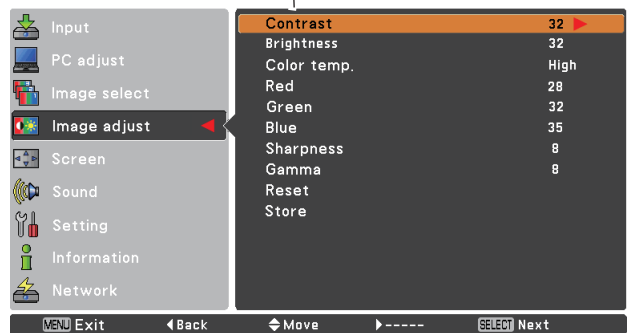 Input
PC adjust
Image select
Image adjust
Screen
Sound
Setting
Information
Network
Contrast 32
Brightness 32
Color temp. High
Red 28
Green 32
Blue 35
Sharpness 8
Gamma 8
Reset
Store
MENU Exit Back Move ----- SELECT Next